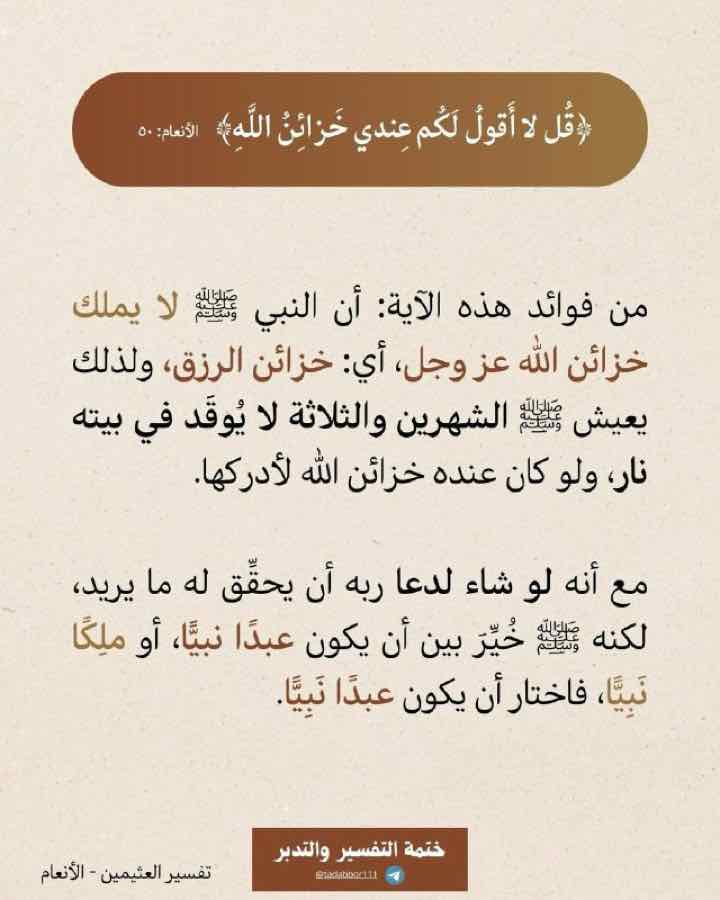 ﴿قُل لا أَقولُ لَكُم عِندي خَزائِنُ اللَّهِ﴾ الأنعام: ٥٠
من فوائد هذه الآية: أن النبي ﷺ لا يملك
خزائن الله عز وجل، أي: خزائن الرزق، ولذلك
يعيش ﷺ الشهرين والثلاثة لا يُوقَد في بيته
نار، ولو كان عنده خزائن الله لأدركها.
مع أنه لو شاء لدعا ربه أن يحقِّق له ما يريد،
لكنه ﷺ خُيِّرَ بين أن يكون عبدًا نبيًّا، أو ملِكًا
نَبِيًّا، فاختار أن يكون عبدًا نَبِيًّا.
ختمة التفسير والتدبر
@tadabbor111
تفسير العثيمين - الأنعام